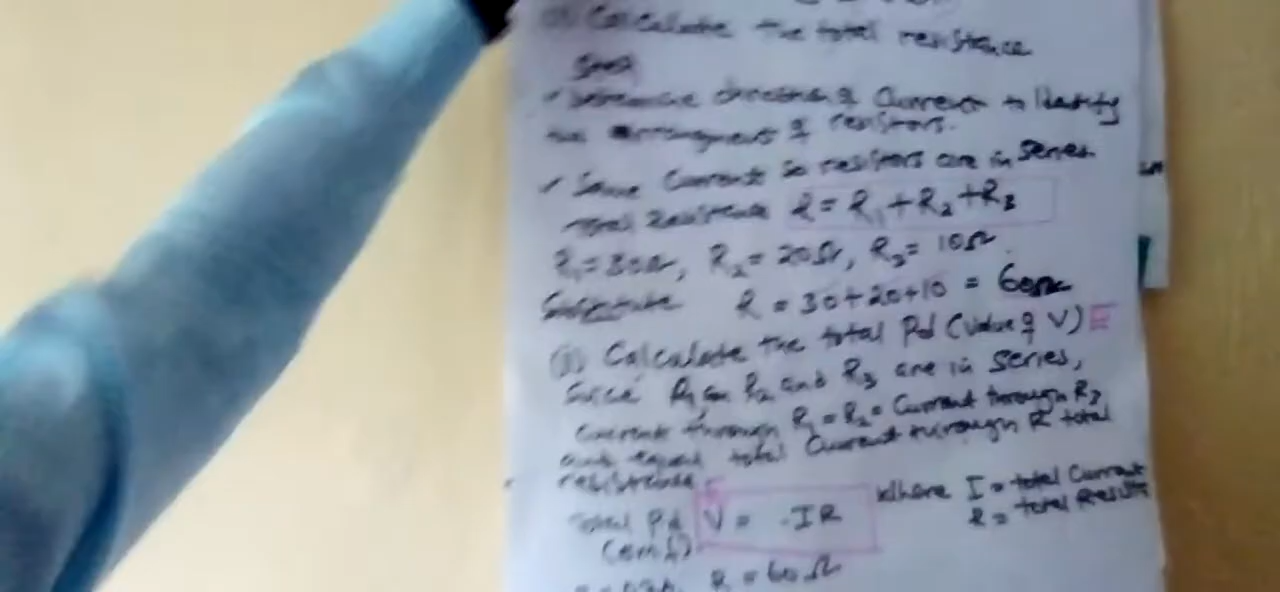 (i) Calculate the total resistance
Step
✓ Determine direction of Current to Identify
the arrangement of resistors.
✓ Same Current so resistors are in series
Total Resistance R = R₁ + R₂ + R₃
R₁ = 30Ω, R₂ = 20Ω, R₃ = 10Ω.
Substitute R = 30+20+10 = 60Ω
(ii) Calculate the total Pd (Value of V) E
Since R₁ R₂ and R₃ are in series,
Current through R₁ = R₂ = Current through R₃
and equal total Current through R total
resistance
Total Pd V = IR Where I = total Current
(emf) R = total
R = 60Ω